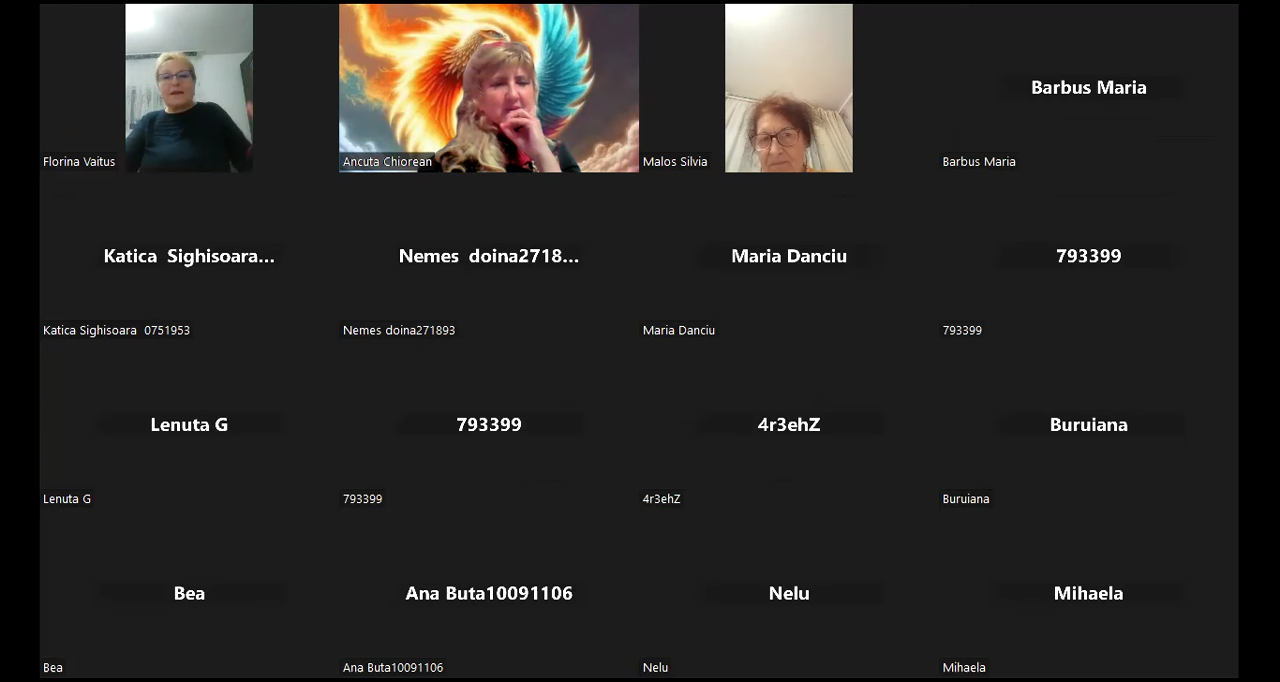 Florina Vaitus
Ancuta Chiorean
Malos Silvia
Barbus Maria
Barbus Maria
Katica Sighisoara...
Nemes doina2718...
Maria Danciu
793399
Katica Sighisoara 0751953
Nemes doina271893
Maria Danciu
793399
Lenuta G
793399
4r3ehZ
Buruiana
Lenuta G
793399
4r3ehZ
Buruiana
Bea
Ana Buta10091106
Nelu
Mihaela
Bea
Ana Buta10091106
Nelu
Mihaela